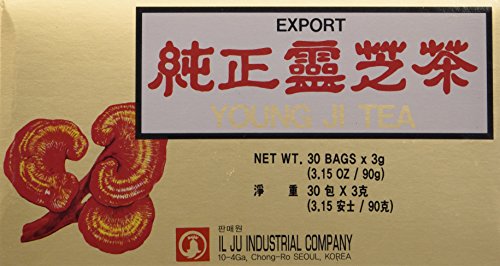 EXPORT
純正靈芝茶
YOUNG JI TEA
NET WT. 30 BAGS x 3g
(3.15 OZ / 90g)
淨 重 30 包 X 3克
(3.15 安士 / 90克)
판매원
IL JU INDUSTRIAL COMPANY
10-4Ga, Chong-Ro SEOUL, KOREA